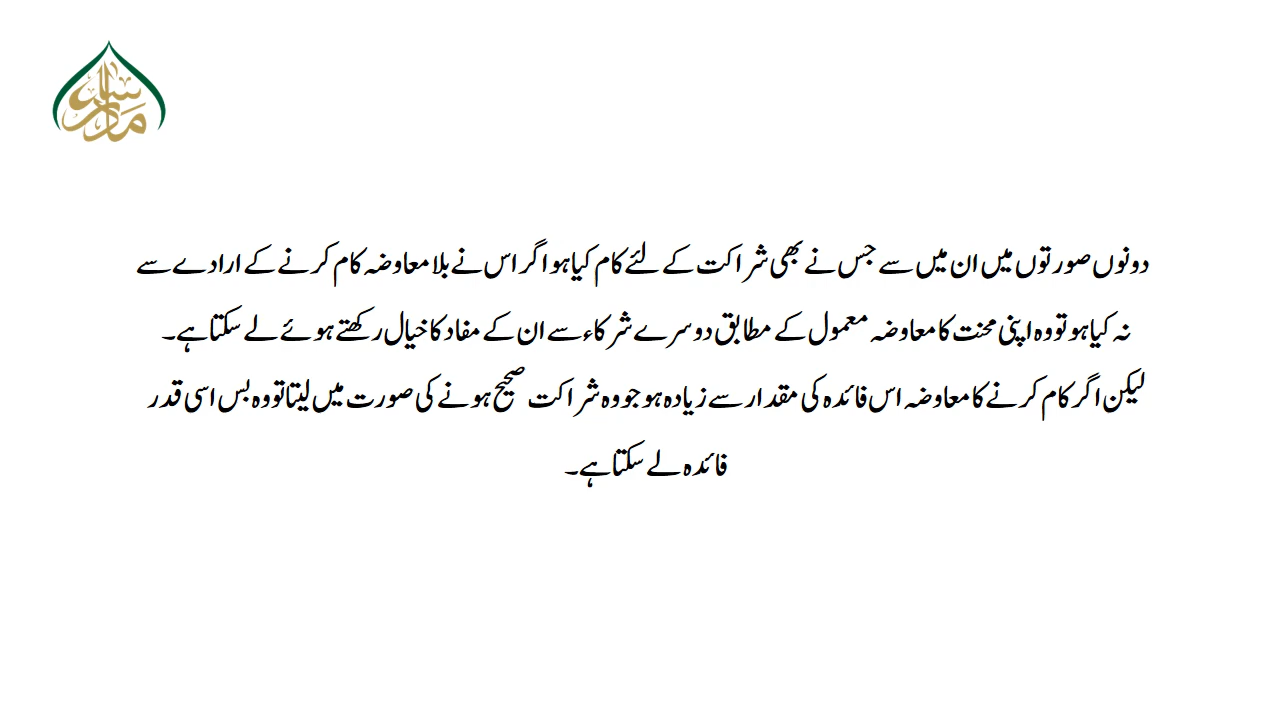 مدرسہ
دونوں صورتوں میں ان میں سے جس نے بھی شراکت کے لئے کام کیا ہو اگر اس نے بلا معاوضہ کام کرنے کے ارادے سے
نہ کیا ہو تو وہ اپنی محنت کا معاوضہ معمول کے مطابق دوسرے شرکاء سے ان کے مفاد کا خیال رکھتے ہوئے لے سکتا ہے۔
لیکن اگر کام کرنے کا معاوضہ اس فائدہ کی مقدار سے زیادہ ہو جو وہ شراکت صحیح ہونے کی صورت میں لیتا تو وہ بس اسی قدر
فائدہ لے سکتا ہے۔